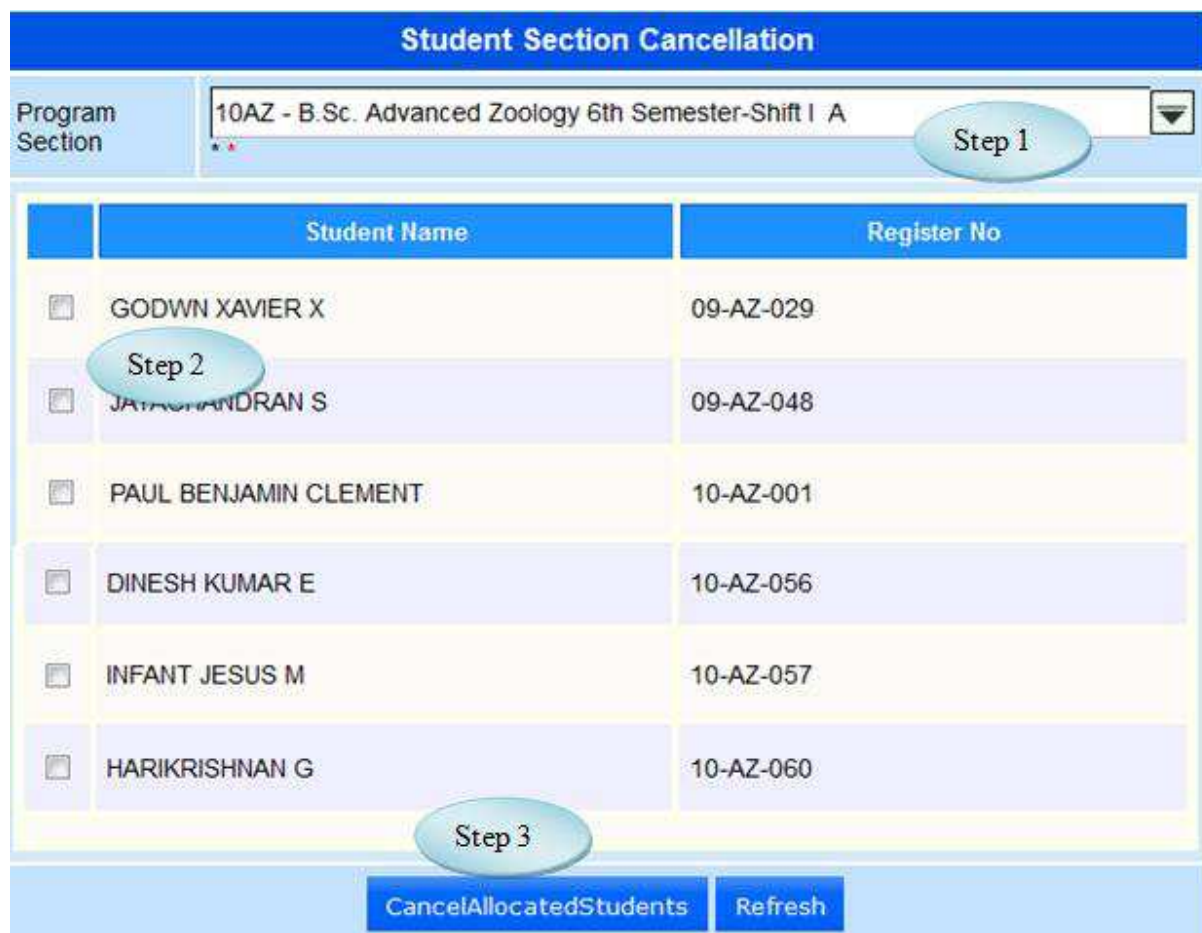 Student Section Cancellation
Program Section
10AZ - B.Sc. Advanced Zoology 6th Semester-Shift I A
* *
Step 1
Student Name Register No
GODWN XAVIER X 09-AZ-029
Step 2
S 09-AZ-048
PAUL BENJAMIN CLEMENT 10-AZ-001
DINESH KUMAR E 10-AZ-056
INFANT JESUS M 10-AZ-057
HARIKRISHNAN G 10-AZ-060
Step 3
CancelAllocatedStudents Refresh